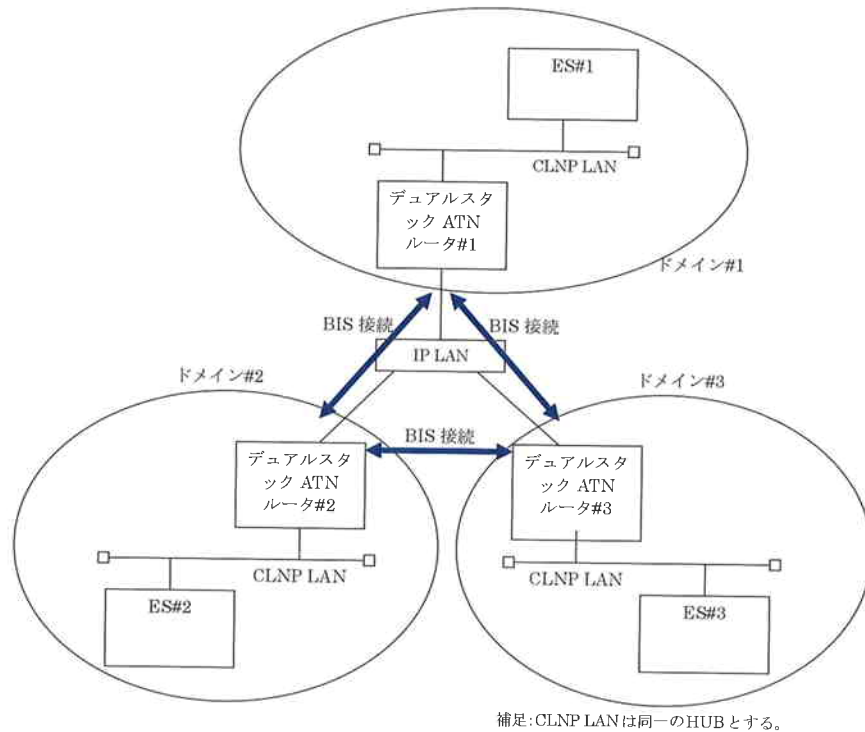 ES#1
CLNP LAN
デュアルスタ
ック ATN
ルータ#1
ドメイン#1
BIS 接続
BIS 接続
IP LAN
ドメイン#2
ドメイン#3
BIS 接続
デュアルスタ
ック ATN
ルータ#2
デュアルスタ
ック ATN
ルータ#3
CLNP LAN
CLNP LAN
ES#2
ES#3
補足:CLNP LANは同一のHUBとする。